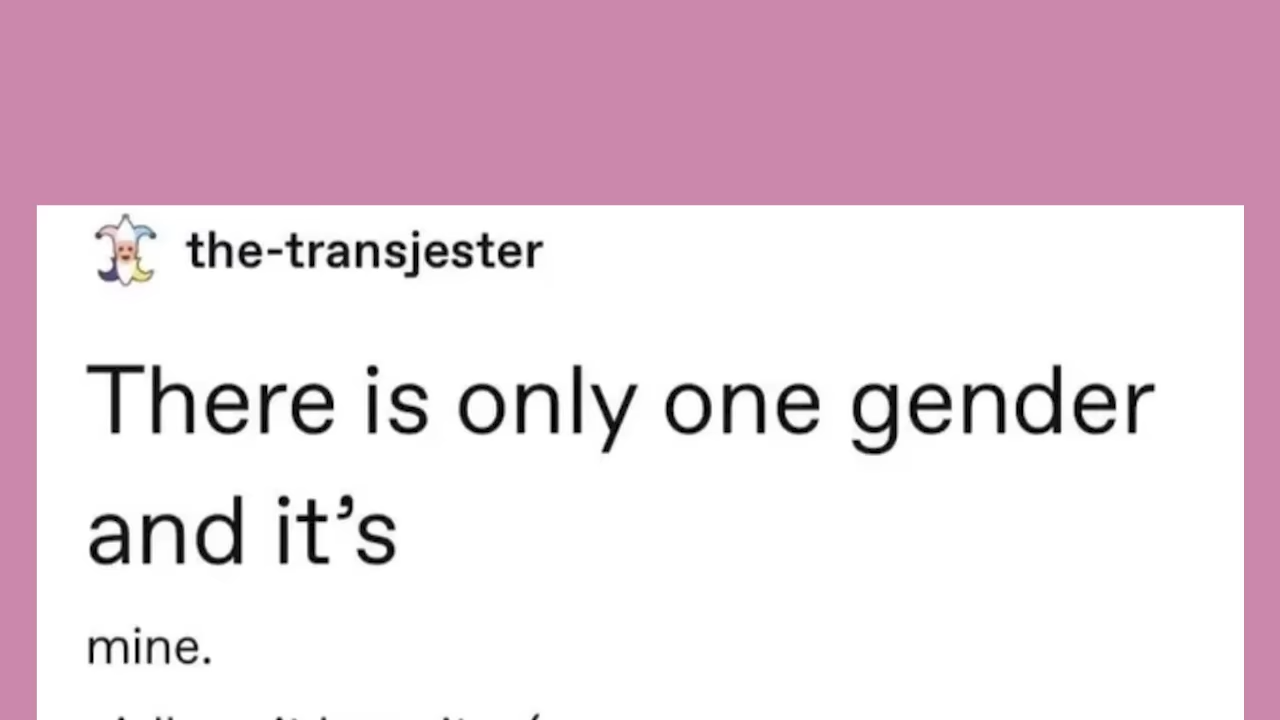 the-transjester
There is only one gender
and it’s
mine.